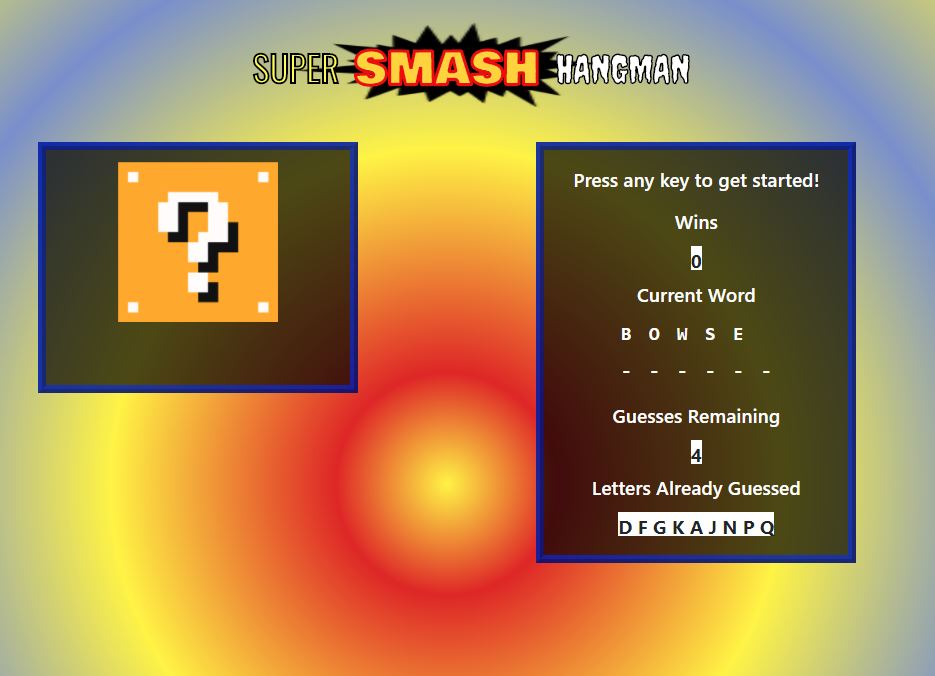 SUPER SMASH HANGMAN
?
Press any key to get started!
Wins
0
Current Word
B O W S E
- - - - - -
Guesses Remaining
4
Letters Already Guessed
D F G K A J N P Q